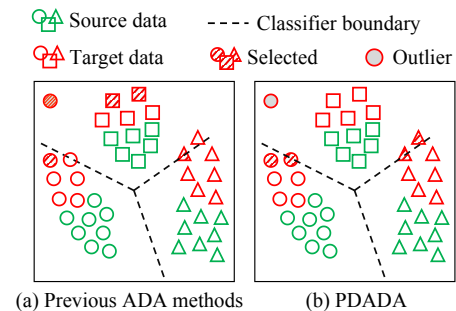 Source data Classifier boundary
Target data Selected Outlier
(a) Previous ADA methods (b) PDADA